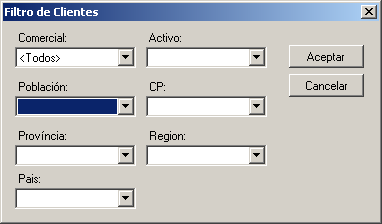 Filtro de Clientes
Comercial: Activo:
<Todos>
Aceptar
Población: CP:
Cancelar
Província: Region:
Pais: